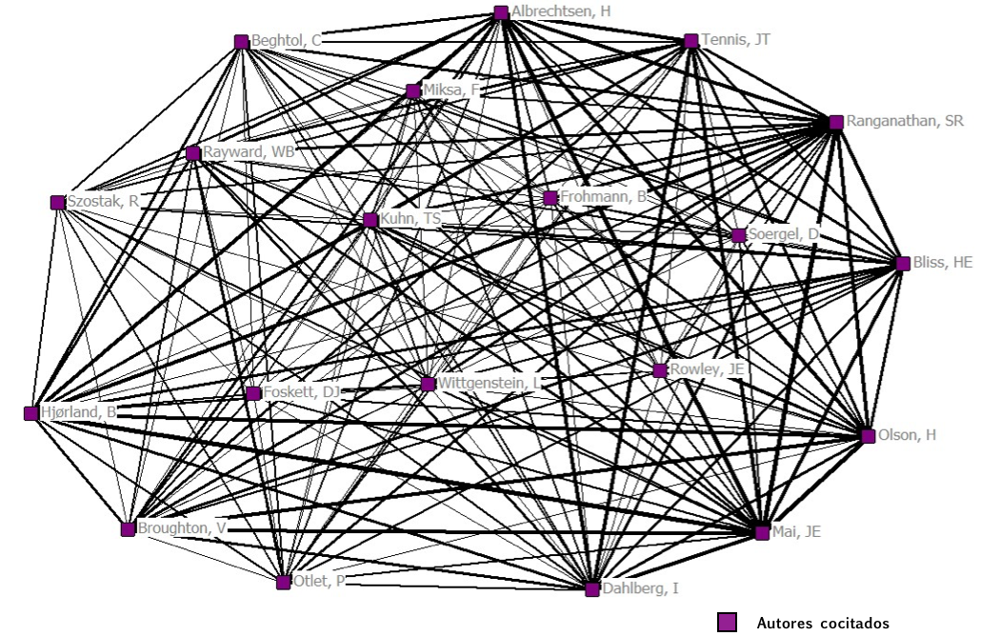 Albrechtsen, H
Beghtol, C
Tennis, JT
Miksa, F
Ranganathan, SR
Rayward, WB
Frohmann, B
Szostak, R
Kuhn, TS
Soergel, D
Bliss, HE
Rowley, JE
Wittgenstein, L
Foskett, DJ
Hjørland, B
Olson, H
Broughton, V
Mai, JE
Otlet, P
Dahlberg, I
Autores cocitados